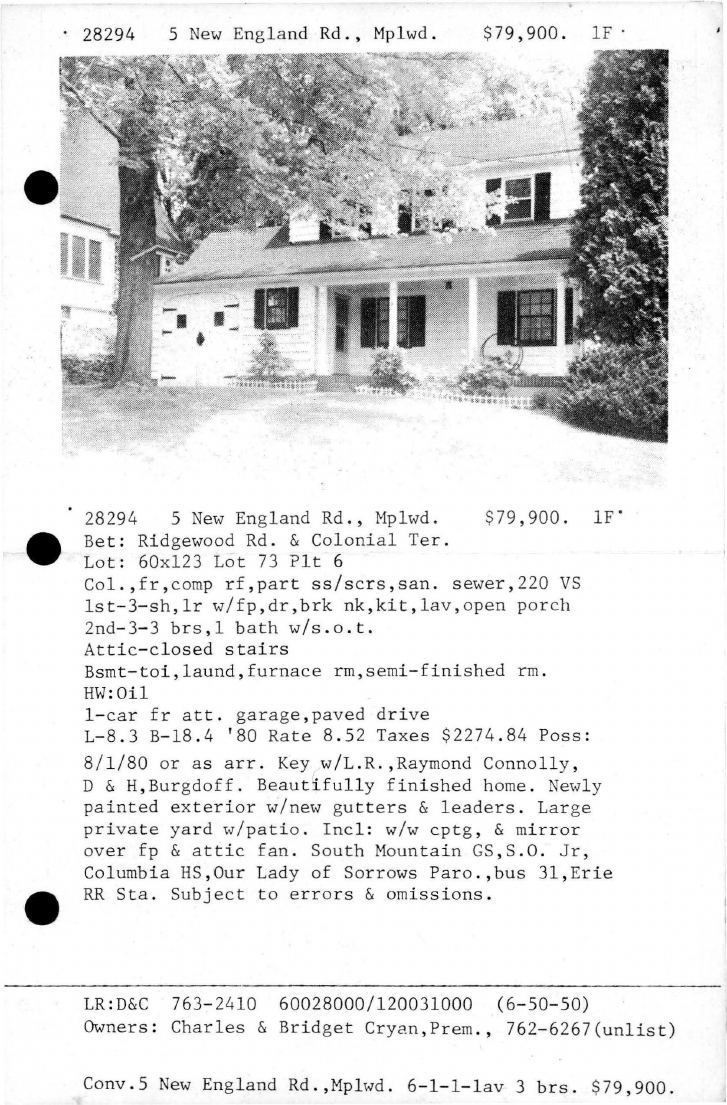 28294 5 New England Rd., Mplwd. $79,900. 1F
28294 5 New England Rd., Mplwd. $79,900. 1F
Bet: Ridgewood Rd. & Colonial Ter.
Lot: 60x123 Lot 73 Plt 6
Col.,fr,comp rf,part ss/scrs,san. sewer,220 VS
1st-3-sh,lr w/fp,dr,brk nk,kit,lav,open porch
2nd-3-3 brs,1 bath w/s.o.t.
Attic-closed stairs
Bsmt-toi,laund,furnace rm,semi-finished rm.
HW:Oil
1-car fr att. garage,paved drive
L-8.3 B-18.4 '80 Rate 8.52 Taxes $2274.84 Poss:
8/1/80 or as arr. Key w/L.R.,Raymond Connolly,
D & H,Burgdoff. Beautifully finished home. Newly
painted exterior w/new gutters & leaders. Large
private yard w/patio. Incl: w/w cptg, & mirror
over fp & attic fan. South Mountain GS,S.O. Jr,
Columbia HS,Our Lady of Sorrows Paro.,bus 31,Erie
RR Sta. Subject to errors & omissions.
LR:D&C 763-2410 60028000/120031000 (6-50-50)
Owners: Charles & Bridget Cryan,Prem., 762-6267(unlist)
Conv.5 New England Rd.,Mplwd. 6-1-1-1av 3 brs. $79,900.